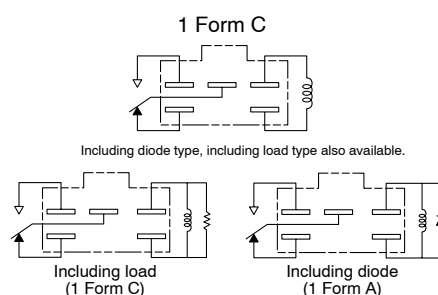 1 Form C
Including diode type, including load type also available.
Including load
(1 Form C)
Including diode
(1 Form A)